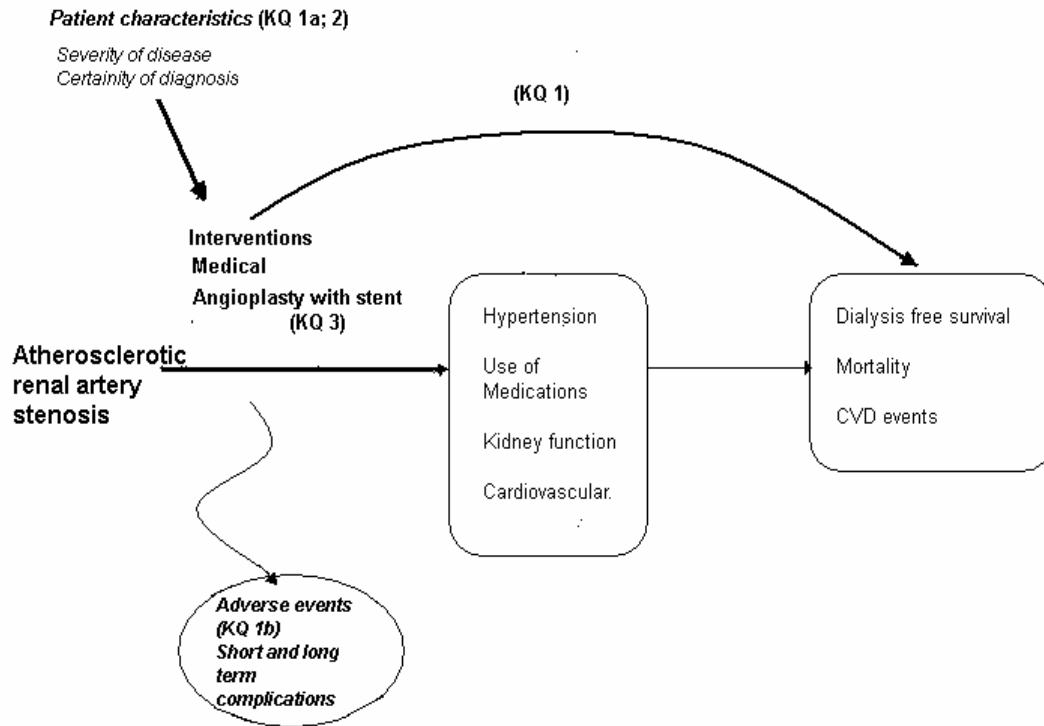 Patient characteristics (KQ 1a; 2)
Severity of disease
Certainity of diagnosis
(KQ 1)
Interventions
Medical
Angioplasty with stent
(KQ 3)
Atherosclerotic
renal artery
stenosis
Hypertension
Use of
Medications
Kidney function
Cardiovascular.
Dialysis free survival
Mortality
CVD events
Adverse events
(KQ 1b)
Short and long
term
complications